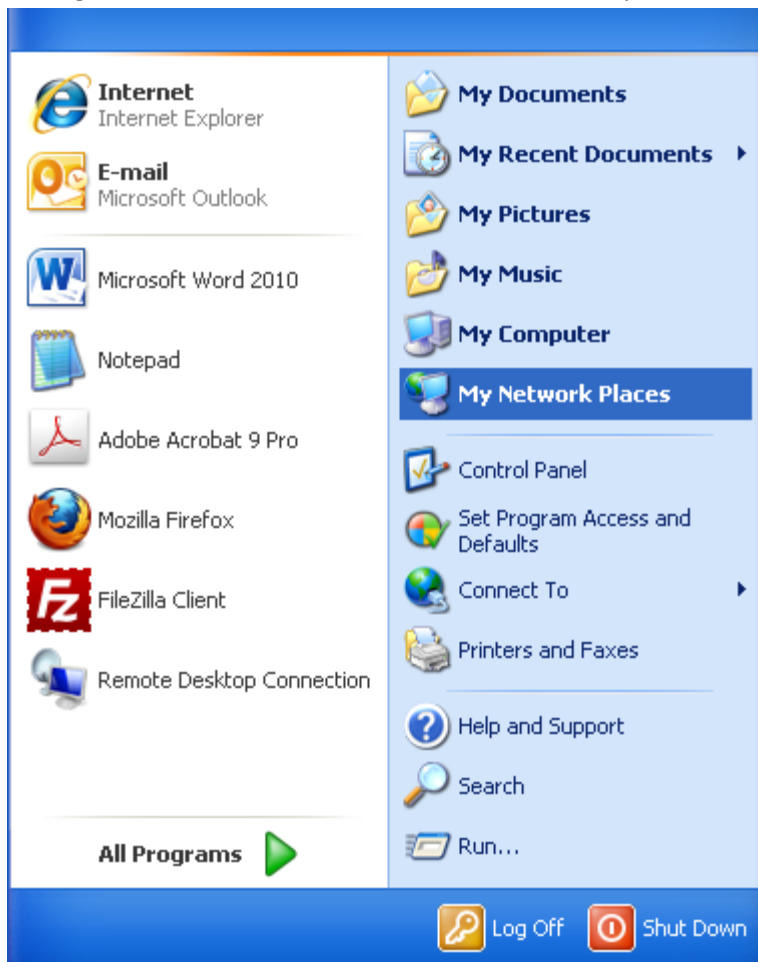 Internet
Internet Explorer
E-mail
Microsoft Outlook
Microsoft Word 2010
Notepad
Adobe Acrobat 9 Pro
Mozilla Firefox
FileZilla Client
Remote Desktop Connection
All Programs
My Documents
My Recent Documents
My Pictures
My Music
My Computer
My Network Places
Control Panel
Set Program Access and
Defaults
Connect To
Printers and Faxes
Help and Support
Search
Run...
Log Off
Shut Down